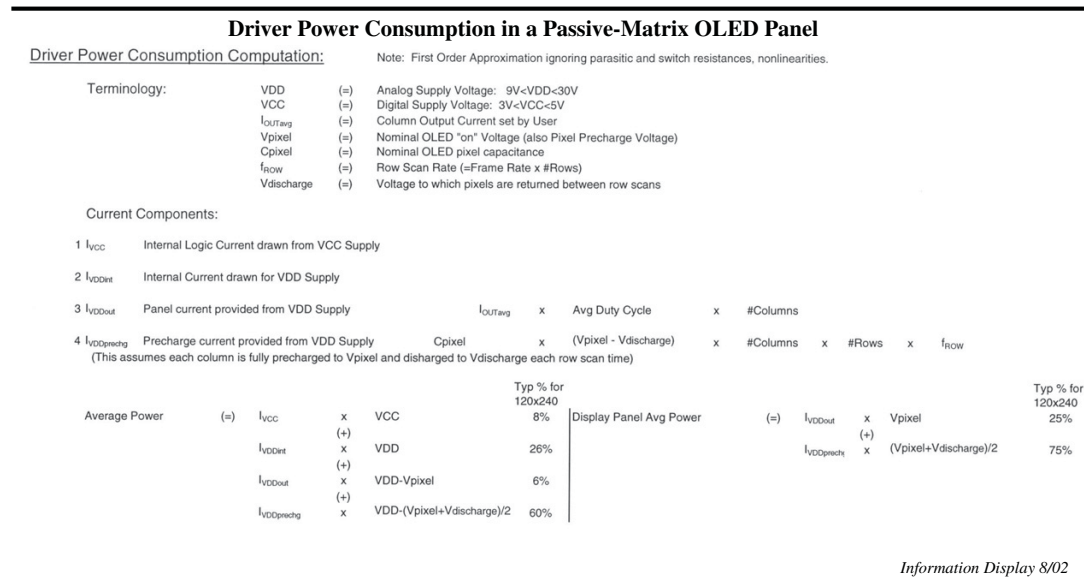 Driver Power Consumption in a Passive-Matrix OLED Panel
Driver Power Consumption Computation: Note: First Order Approximation ignoring parasitic and switch resistances, nonlinearities.
Terminology: VDD (=) Analog Supply Voltage: 9V<VDD<30V
VCC (=) Digital Supply Voltage: 3V<VCC<5V
IOUTavg (=) Column Output Current set by User
Vpixel (=) Nominal OLED "on" Voltage (also Pixel Precharge Voltage)
Cpixel (=) Nominal OLED pixel capacitance
fROW (=) Row Scan Rate (=Frame Rate x #Rows)
Vdischarge (=) Voltage to which pixels are returned between row scans
Current Components:
1 IVCC Internal Logic Current drawn from VCC Supply
2 IVDDint Internal Current drawn for VDD Supply
3 IVDDout Panel current provided from VDD Supply IOUTavg x Avg Duty Cycle x #Columns
4 IVDDprechg Precharge current provided from VDD Supply Cpixel x (Vpixel - Vdischarge) x #Columns x #Rows x fROW
(This assumes each column is fully precharged to Vpixel and disharged to Vdischarge each row scan time)
Typ % for Typ % for
120x240 120x240
Average Power (=) IVCC x VCC 8% Display Panel Avg Power (=) IVDDout x Vpixel 25%
(+) (+)
IVDDint x VDD 26% IVDDprechg x (Vpixel+Vdischarge)/2 75%
(+)
IVDDout x VDD-Vpixel 6%
(+)
IVDDprechg x VDD-(Vpixel+Vdischarge)/2 60%
Information Display 8/02